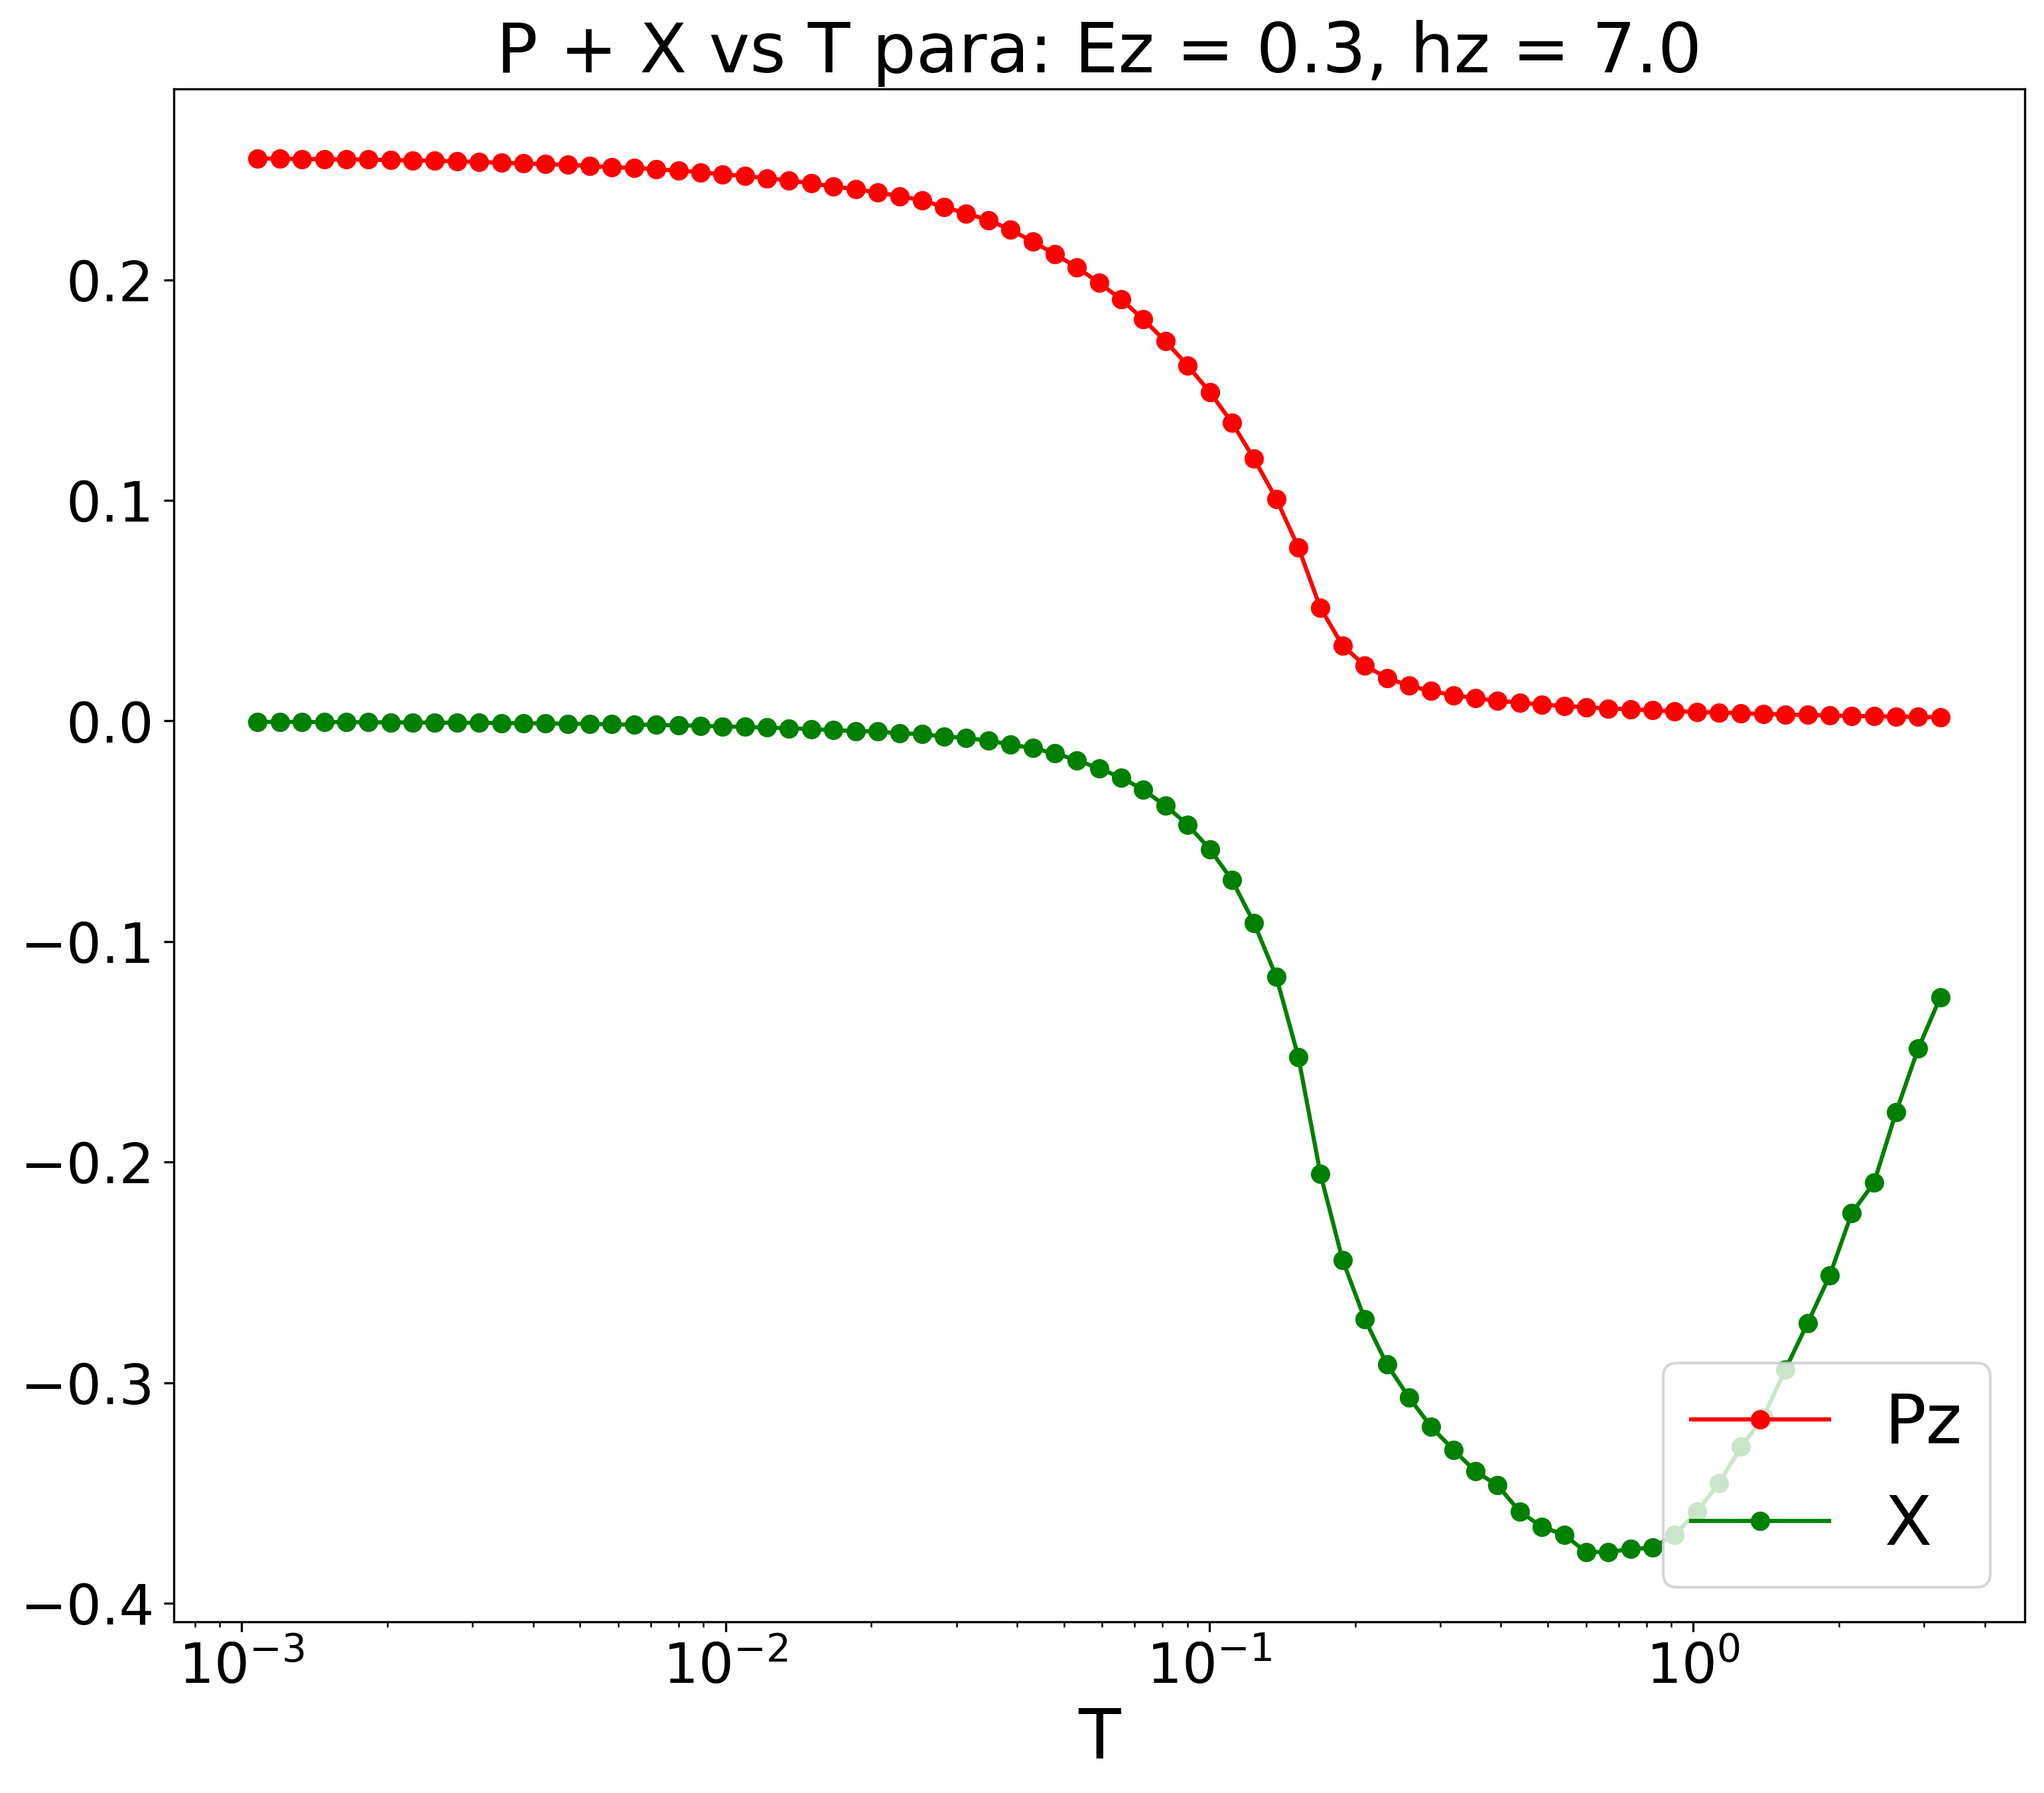 P + X vs T para: Ez = 0.3, hz = 7.0
0.2
0.1
0.0
−0.1
−0.2
−0.3
−0.4
Pz
X
10⁻³ 10⁻² 10⁻¹ 10⁰
T